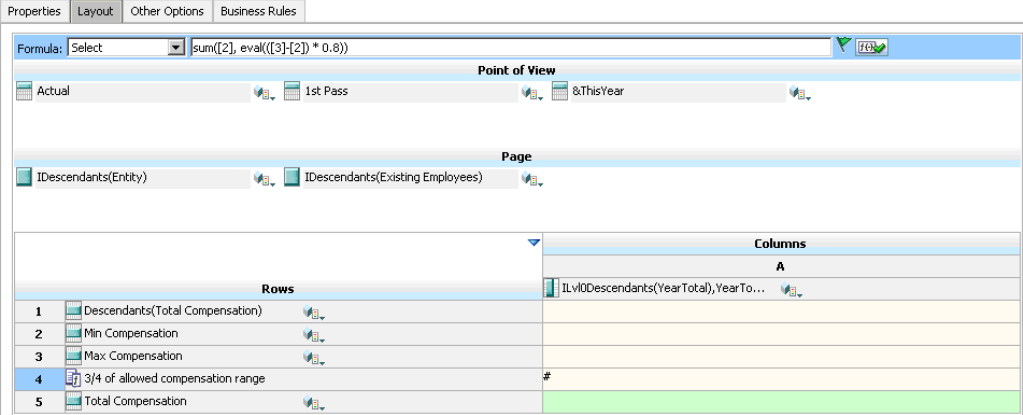 Properties Layout Other Options Business Rules
Formula: Select sum([2], eval(([3]-[2]) * 0.8))
Point of View
Actual 1st Pass &ThisYear
Page
IDescendants(Entity) IDescendants(Existing Employees)
Columns
A
Rows ILvl0Descendants(YearTotal),YearTo...
1 Descendants(Total Compensation)
2 Min Compensation
3 Max Compensation
4 3/4 of allowed compensation range #
5 Total Compensation